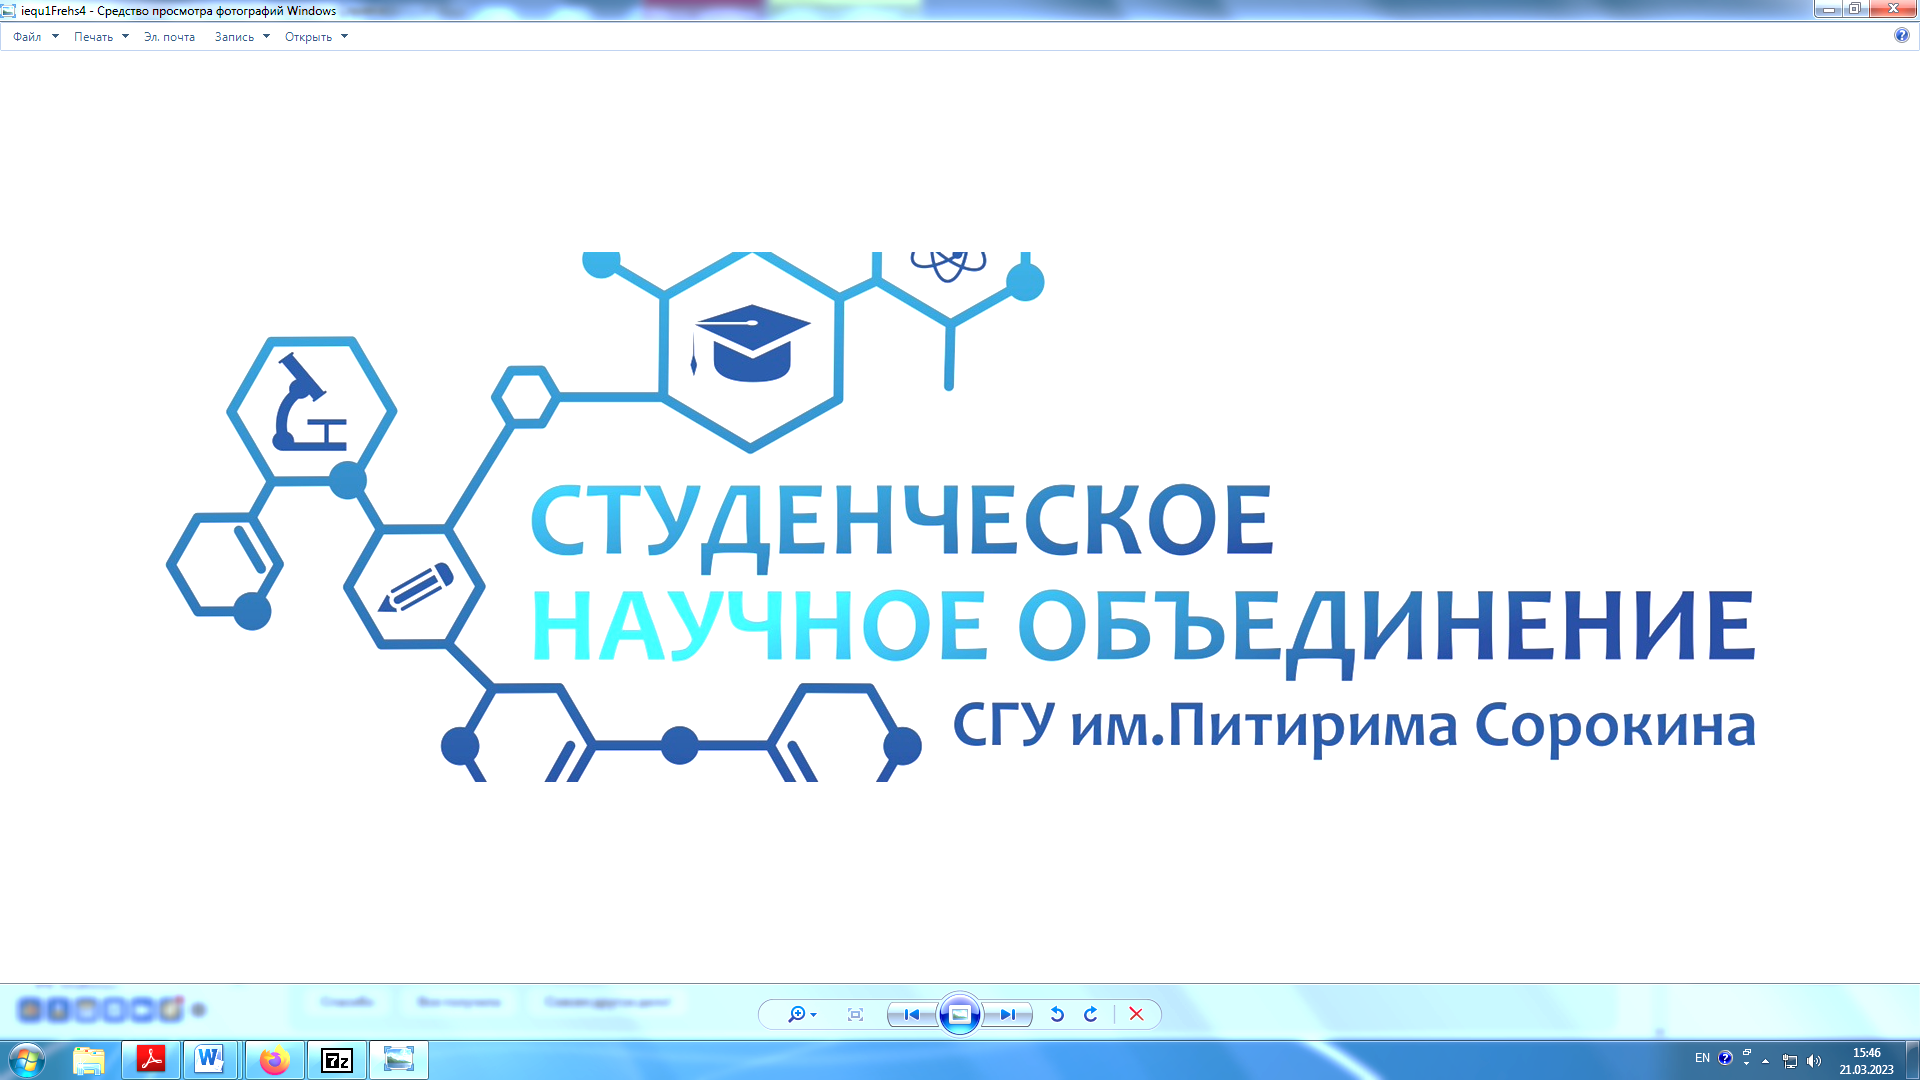 iequ1Frehs4 - Средство просмотра фотографий Windows
Файл Печать Эл. почта Запись Открыть
СТУДЕНЧЕСКОЕ
НАУЧНОЕ ОБЪЕДИНЕНИЕ
СГУ им.Питирима Сорокина
EN 15:46
21.03.2023